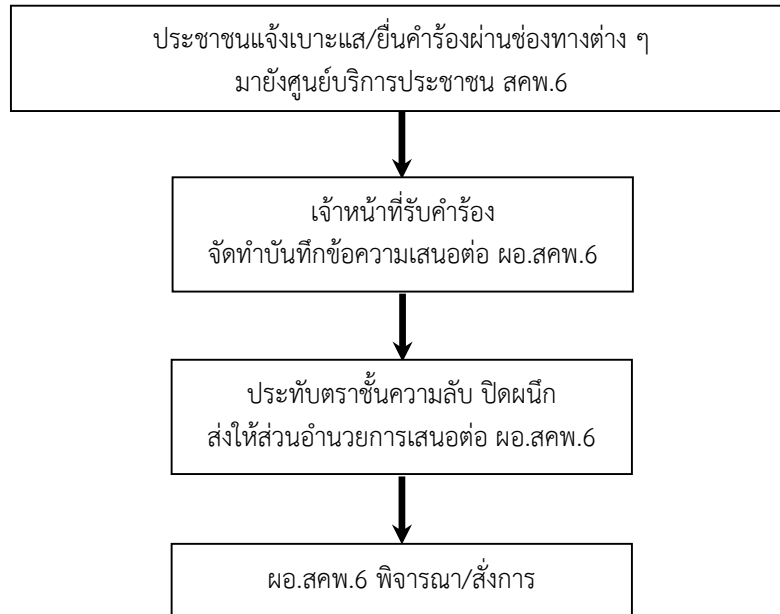 ประชาชนแจ้งเบาะแส/ยื่นคำร้องผ่านช่องทางต่าง ๆ
มายังศูนย์บริการประชาชน สคพ.6
เจ้าหน้าที่รับคำร้อง
จัดทำบันทึกข้อความเสนอต่อ ผอ.สคพ.6
ประทับตราชั้นความลับ ปิดผนึก
ส่งให้ส่วนอำนวยการเสนอต่อ ผอ.สคพ.6
ผอ.สคพ.6 พิจารณา/สั่งการ